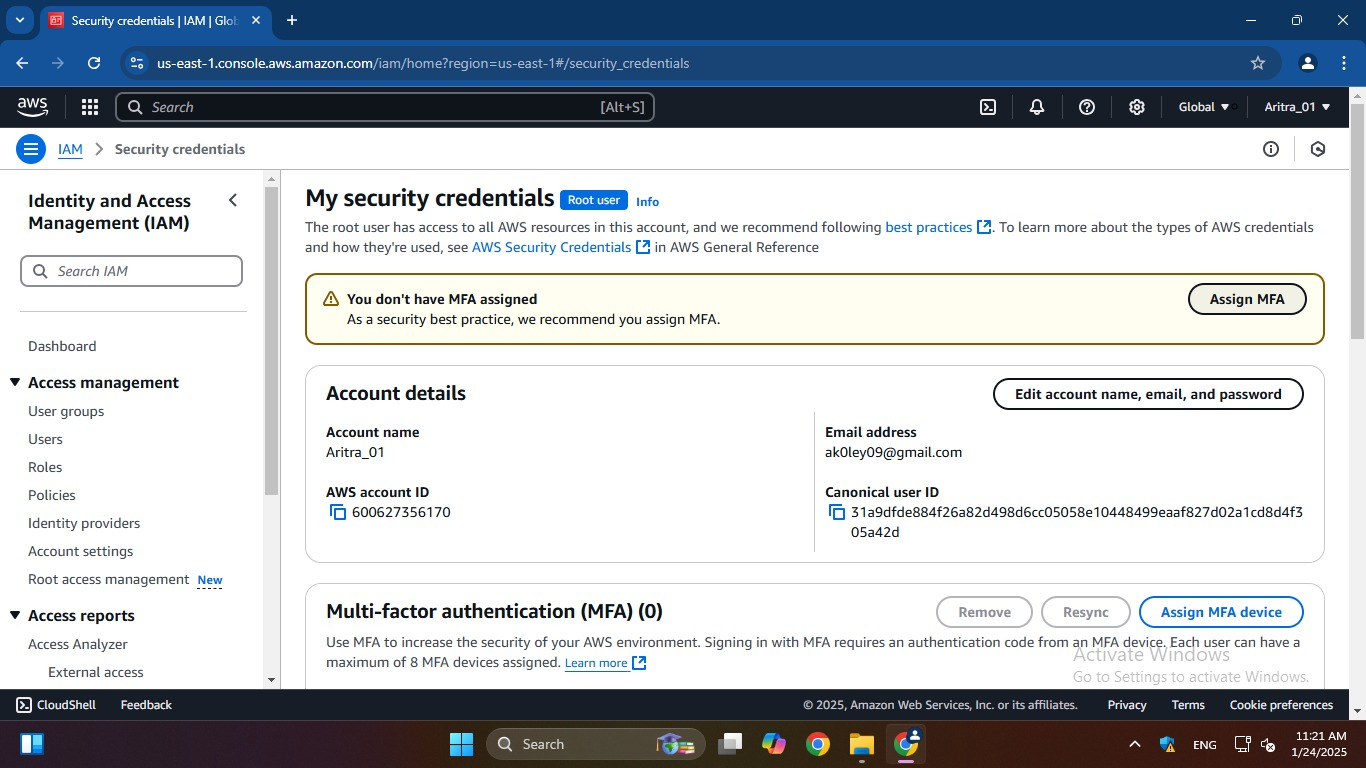 Security credentials | IAM | Glob
us-east-1.console.aws.amazon.com/iam/home?region=us-east-1#/security_credentials
aws
Search
[Alt+S]
Global
Aritra_01
IAM
Security credentials
Identity and Access
Management (IAM)
Search IAM
Dashboard
Access management
User groups
Users
Roles
Policies
Identity providers
Account settings
Root access management New
Access reports
Access Analyzer
External access
My security credentials Root user Info
The root user has access to all AWS resources in this account, and we recommend following best practices. To learn more about the types of AWS credentials
and how they're used, see AWS Security Credentials in AWS General Reference
You don't have MFA assigned
As a security best practice, we recommend you assign MFA.
Assign MFA
Account details
Edit account name, email, and password
Account name
Aritra_01
Email address
ak0ley09@gmail.com
AWS account ID
600627356170
Canonical user ID
31a9dfde884f26a82d498d6cc05058e10448499eaaf827d02a1cd8d4f3
05a42d
Multi-factor authentication (MFA) (0)
Remove
Resync
Assign MFA device
Use MFA to increase the security of your AWS environment. Signing in with MFA requires an authentication code from an MFA device. Each user can have a
maximum of 8 MFA devices assigned. Learn more
Activate Windows
Go to Settings to activate Windows.
CloudShell
Feedback
© 2025, Amazon Web Services, Inc. or its affiliates.
Privacy
Terms
Cookie preferences
Search
ENG
11:21 AM
1/24/2025